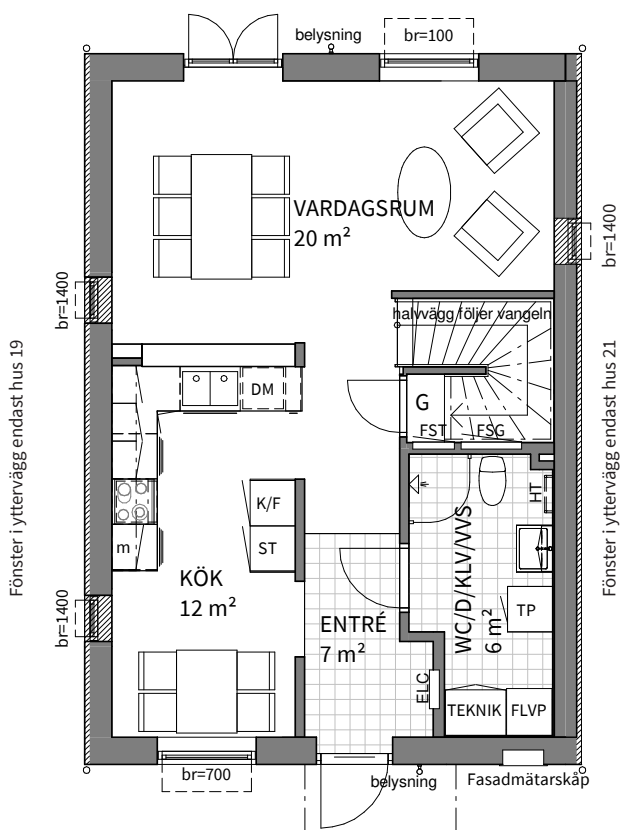 belysning
br=100
VARDAGSRUM
20 m²
br=1400
br=1400
halvvägg följer vangeln
Fönster i yttervägg endast hus 19
Fönster i yttervägg endast hus 21
DM
G
FST
FSG
K/F
ST
m
HT
WC/D/KLV/VVS
6 m²
KÖK
12 m²
br=1400
TP
ENTRÉ
7 m²
ELC
TEKNIK
FLVP
br=700
belysning
Fasadmätarskåp